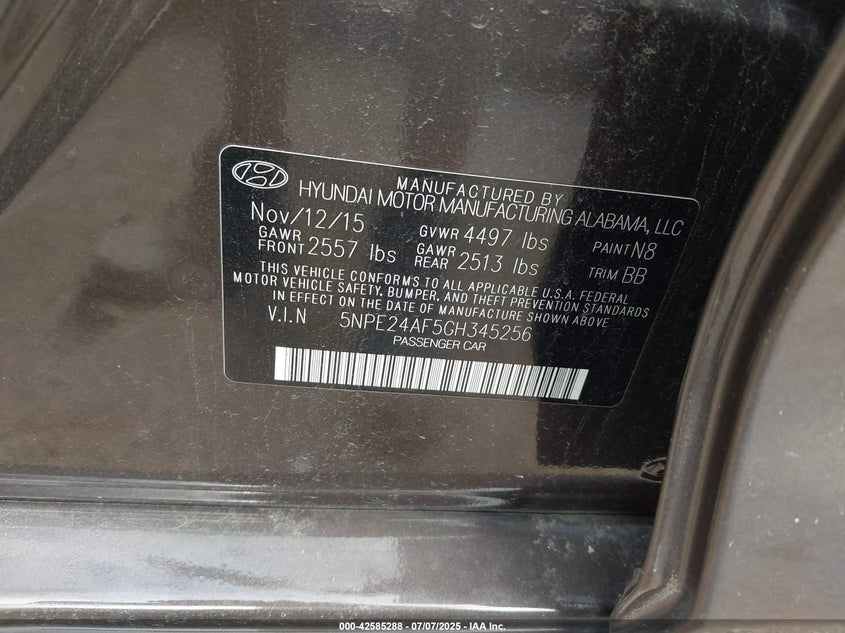 MANUFACTURED BY
HYUNDAI MOTOR MANUFACTURING ALABAMA, LLC
Nov/12/15 GVWR 4497 lbs PAINT N8
GAWR FRONT 2557 lbs GAWR REAR 2513 lbs TRIM BB
THIS VEHICLE CONFORMS TO ALL APPLICABLE U.S.A. FEDERAL
MOTOR VEHICLE SAFETY, BUMPER, AND THEFT PREVENTION STANDARDS
IN EFFECT ON THE DATE OF MANUFACTURE SHOWN ABOVE
V.I.N 5NPE24AF5GH345256
PASSENGER CAR
000-42585288 - 07/07/2025 - IAA Inc.